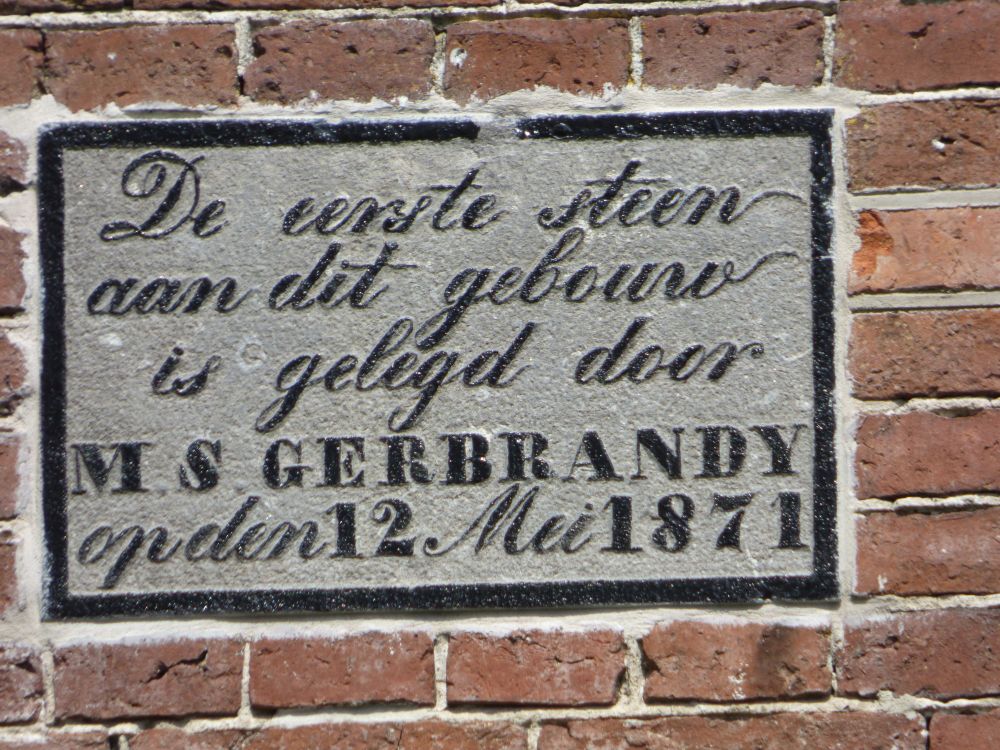 De eerste steen
aan dit gebouw
is gelegd door
M S GERBRANDY
op den 12 Mei 1871